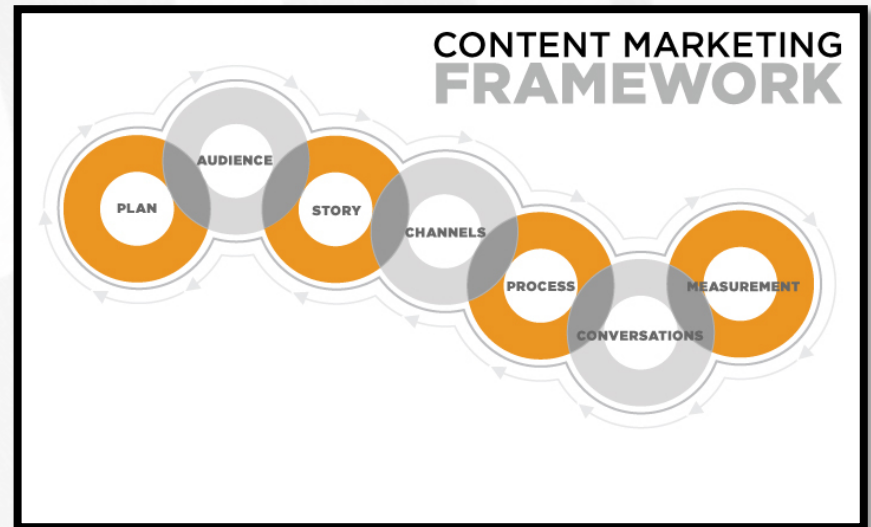 CONTENT MARKETING
FRAMEWORK
PLAN
AUDIENCE
STORY
CHANNELS
PROCESS
CONVERSATIONS
MEASUREMENT